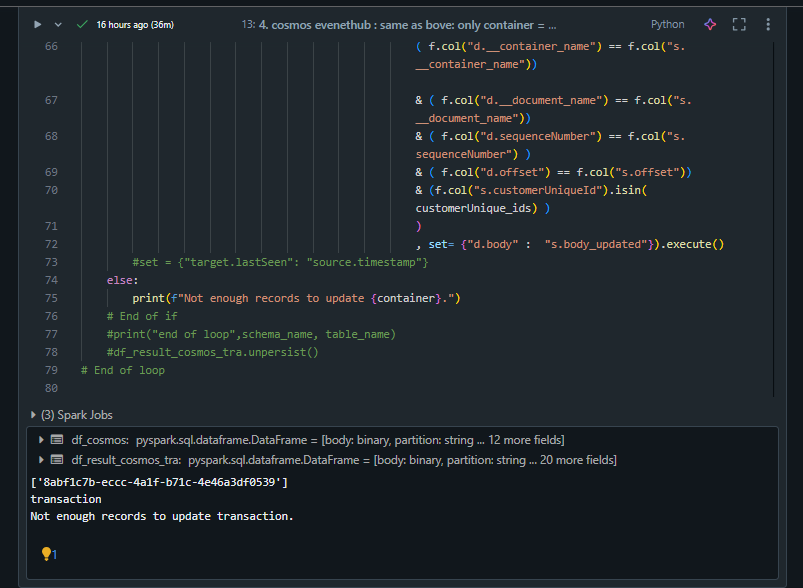 16 hours ago (36m)
13: 4. cosmos evenethub : same as bove: only container = ...
Python
66 ( f.col("d.__container_name") == f.col("s.
__container_name"))
67 & ( f.col("d.__document_name") == f.col("s.
__document_name"))
68 & ( f.col("d.sequenceNumber") == f.col("s.
sequenceNumber") )
69 & ( f.col("d.offset") == f.col("s.offset"))
70 & (f.col("s.customerUniqueId").isin(
customerUnique_ids) )
71 )
72 , set= {"d.body" :  "s.body_updated"}).execute()
73 #set = {"target.lastSeen": "source.timestamp"}
74 else:
75 print(f"Not enough records to update {container}.")
76 # End of if
77 #print("end of loop",schema_name, table_name)
78 #df_result_cosmos_tra.unpersist()
79 # End of loop
80
(3) Spark Jobs
df_cosmos: pyspark.sql.dataframe.DataFrame = [body: binary, partition: string ... 12 more fields]
df_result_cosmos_tra: pyspark.sql.dataframe.DataFrame = [body: binary, partition: string ... 20 more fields]
['8abf1c7b-eccc-4a1f-b71c-4e46a3df0539']
transaction
Not enough records to update transaction.
1